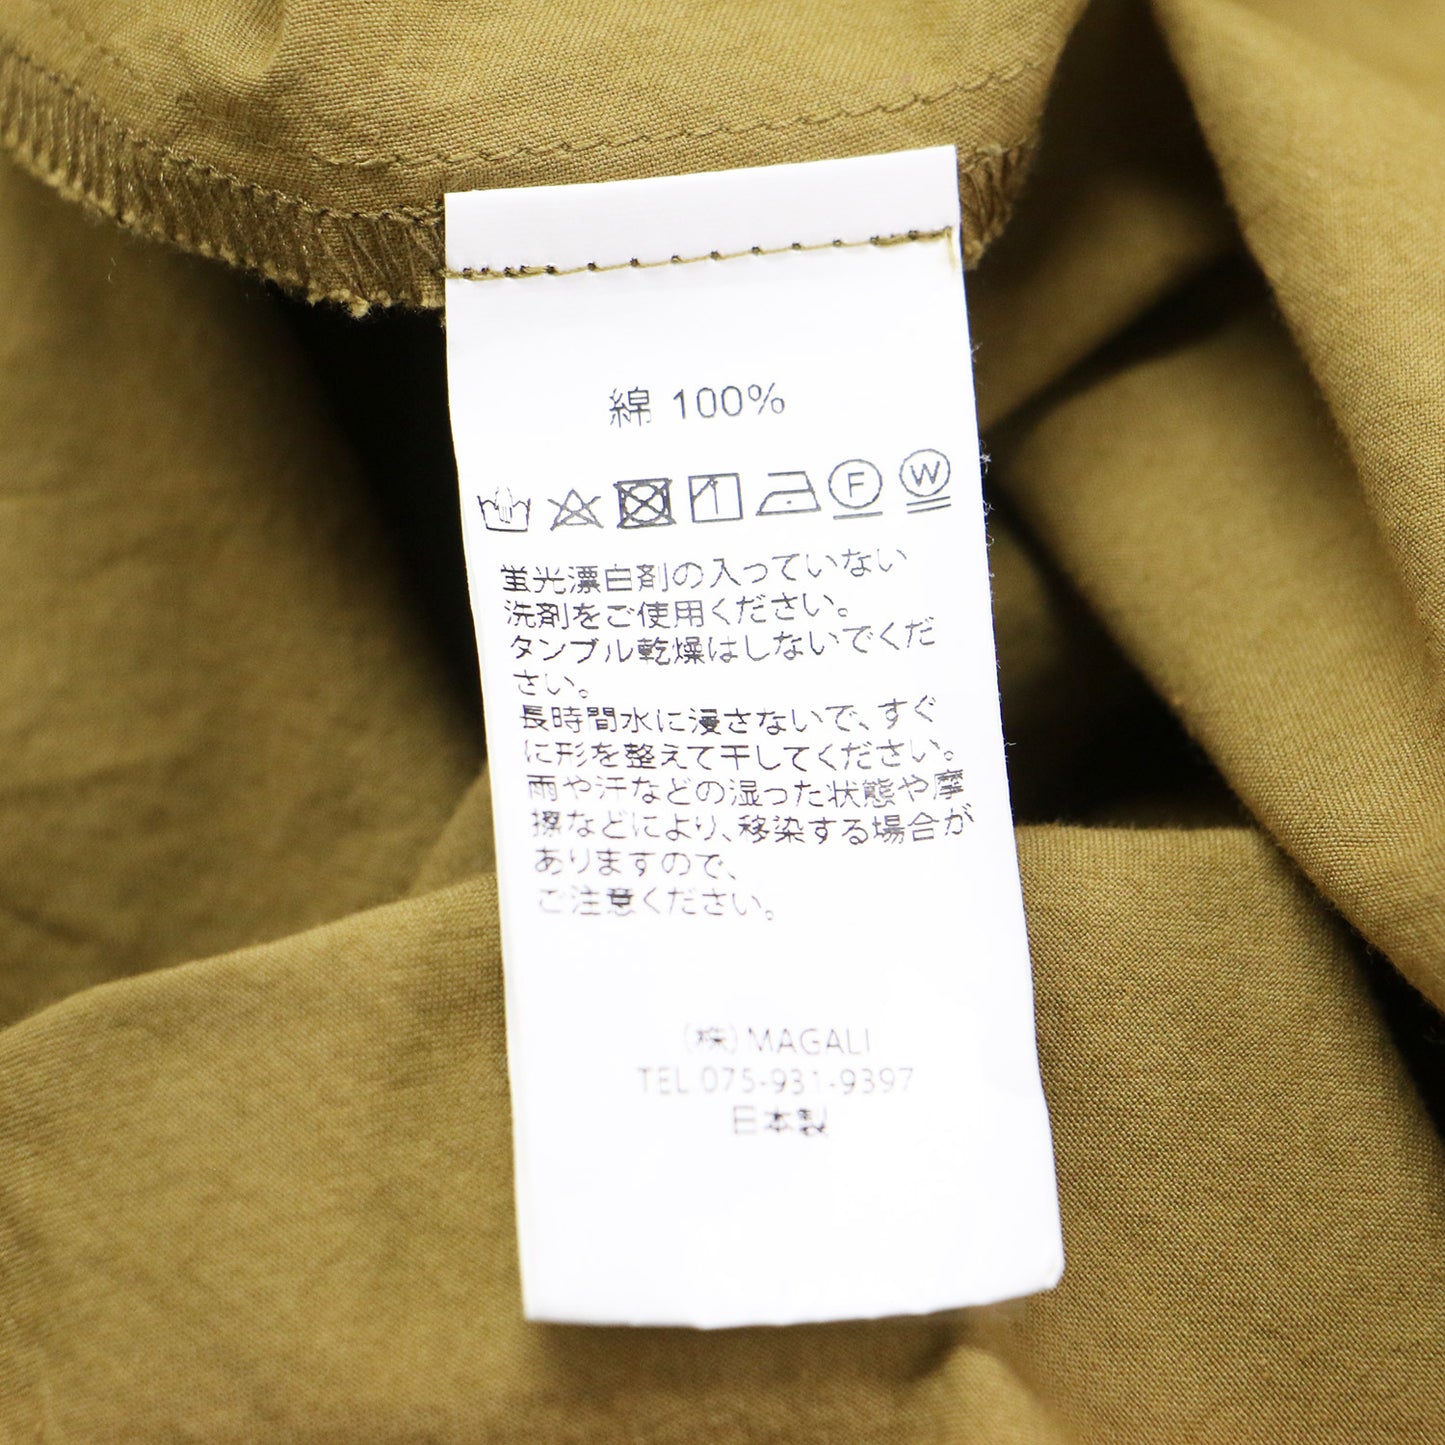 綿 100%
F W
蛍光漂白剤の入っていない
洗剤をご使用ください。
タンブル乾燥はしないでくだ
さい。
長時間水に浸さないで、すぐ
に形を整えて干してください。
雨や汗などの湿った状態や摩
擦などにより、移染する場合が
ありますので、
ご注意ください。
(株) MAGALI
TEL 075-931-9397
日本製